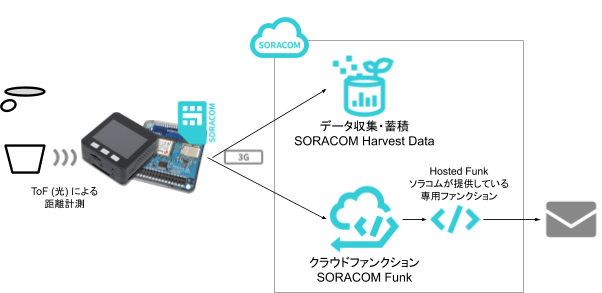 SORACOM
SORACOM
3G
ToF (光) による
距離計測
データ収集・蓄積
SORACOM Harvest Data
Hosted Funk
ソラコムが提供している
専用ファンクション
クラウドファンクション
SORACOM Funk